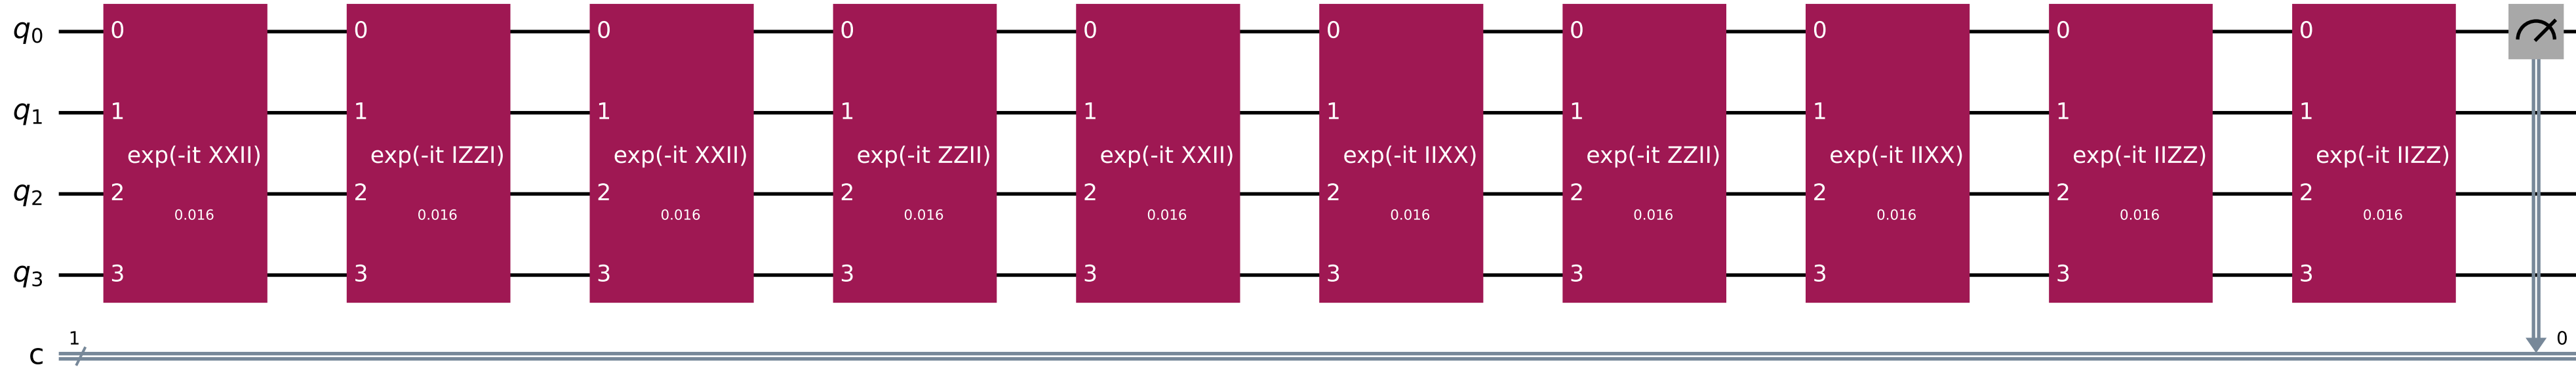 q0 0 0 0 0 0 0 0 0 0 0
q1 1 1 1 1 1 1 1 1 1 1
exp(-it XXII) exp(-it IZZI) exp(-it XXII) exp(-it ZZII) exp(-it XXII) exp(-it IIXX) exp(-it ZZII) exp(-it IIXX) exp(-it IIZZ) exp(-it IIZZ)
q2 2 2 2 2 2 2 2 2 2 2
0.016 0.016 0.016 0.016 0.016 0.016 0.016 0.016 0.016 0.016
q3 3 3 3 3 3 3 3 3 3 3
1 0
c